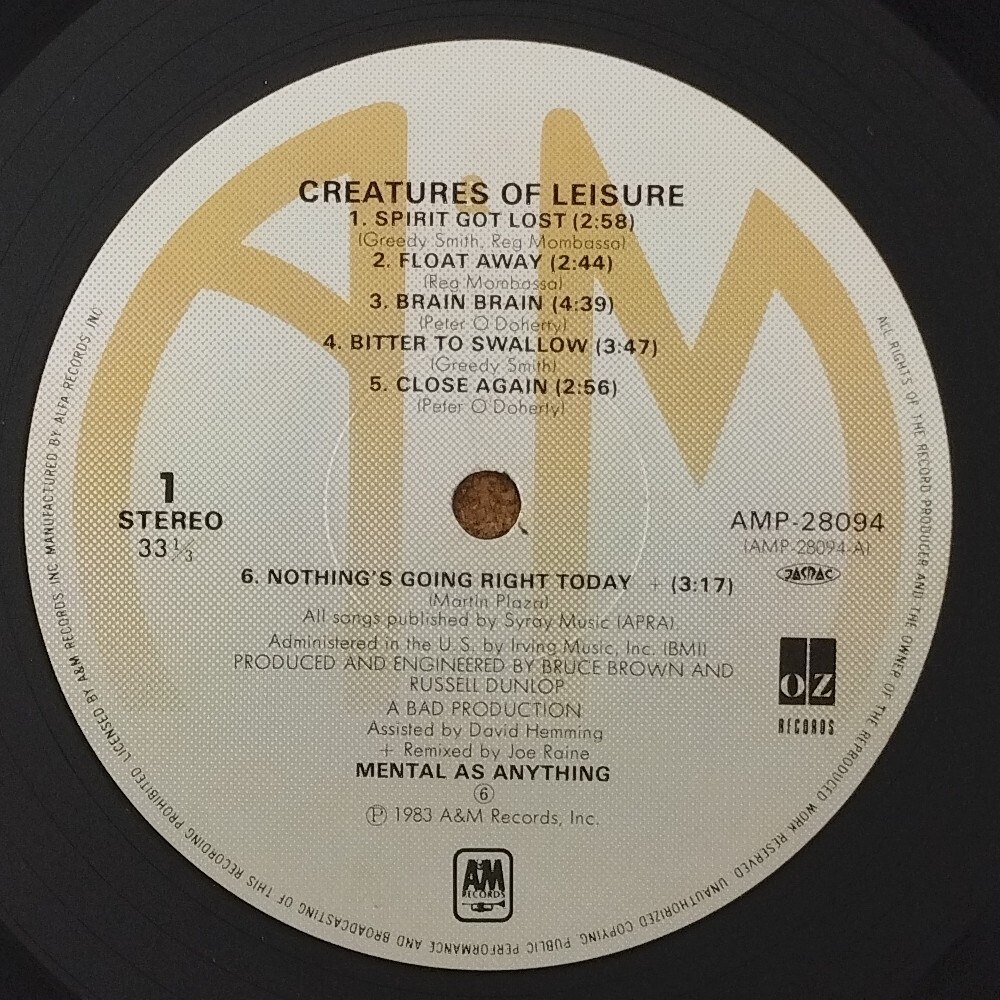 CREATURES OF LEISURE
1. SPIRIT GOT LOST (2:58)
(Greedy Smith, Reg Mombassa)
2. FLOAT AWAY (2:44)
(Reg Mombassa)
3. BRAIN BRAIN (4:39)
(Peter O'Doherty)
4. BITTER TO SWALLOW (3:47)
(Greedy Smith)
5. CLOSE AGAIN (2:56)
(Peter O'Doherty)
1
STEREO
33 1/3
AMP-28094
(AMP-28094-A)
JASRAC
6. NOTHING'S GOING RIGHT TODAY + (3:17)
(Martin Plaza)
All songs published by Syray Music (APRA)
Administered in the U.S. by Irving Music, Inc. (BMI)
PRODUCED AND ENGINEERED BY BRUCE BROWN AND
RUSSELL DUNLOP
A BAD PRODUCTION
Assisted by David Hemming
+ Remixed by Joe Raine
MENTAL AS ANYTHING
⑥
℗ 1983 A&M Records, Inc.
OZ
RECORDS
A&M
RECORDS
ALL RIGHTS OF THE RECORD PRODUCER AND THE OWNER OF THE REPRODUCED WORK RESERVED. UNAUTHORIZED COPYING, PUBLIC PERFORMANCE AND BROADCASTING OF THIS RECORDING PROHIBITED. LICENSED BY A&M RECORDS INC. MANUFACTURED BY ALFA RECORDS INC.